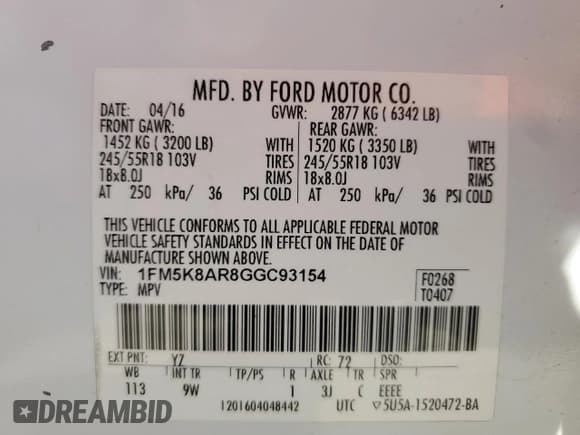 MFD. BY FORD MOTOR CO.
DATE: 04/16 GVWR: 2877 KG ( 6342 LB)
FRONT GAWR: REAR GAWR:
1452 KG ( 3200 LB) WITH 1520 KG ( 3350 LB) WITH
245/55R18 103V TIRES 245/55R18 103V TIRES
18x8.0J RIMS 18x8.0J RIMS
AT 250 kPa/ 36 PSI COLD AT 250 kPa/ 36 PSI COLD
THIS VEHICLE CONFORMS TO ALL APPLICABLE FEDERAL MOTOR
VEHICLE SAFETY STANDARDS IN EFFECT ON THE DATE OF
MANUFACTURE SHOWN ABOVE.
VIN: 1FM5K8AR8GGC93154 F0268
TYPE: MPV T0407
EXT PNT: YZ RC: 72 DSO:
WB INT TR TP/PS R AXLE TR SPR
113 9W 1 3J C EEEE
1201604048442 UTC ▽5U5A-1520472-BA
DREAMBID